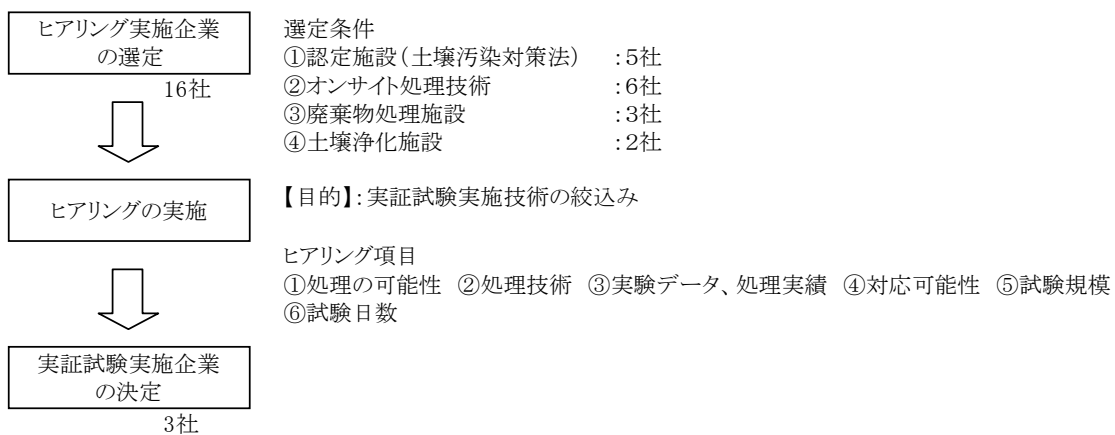 ヒアリング実施企業
の選定
16社
選定条件
①認定施設(土壌汚染対策法) :5社
②オンサイト処理技術 :6社
③廃棄物処理施設 :3社
④土壌浄化施設 :2社
ヒアリングの実施
【目的】:実証試験実施技術の絞込み
ヒアリング項目
①処理の可能性 ②処理技術 ③実験データ、処理実績 ④対応可能性 ⑤試験規模
⑥試験日数
実証試験実施企業
の決定
3社